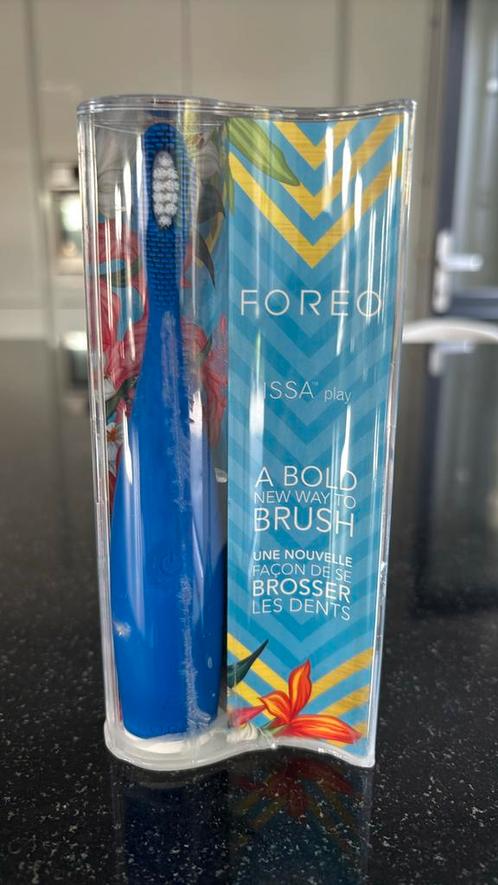 FOREO
ISSA™ play
A BOLD
NEW WAY TO
BRUSH
UNE NOUVELLE
FAÇON DE SE
BROSSER
LES DENTS